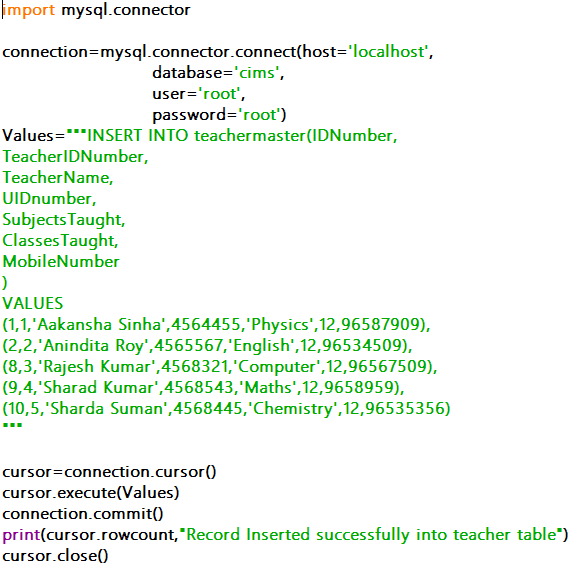 import mysql.connector
connection=mysql.connector.connect(host='localhost',
database='cims',
user='root',
password='root')
Values="""INSERT INTO teachermaster(IDNumber,
TeacherIDNumber,
TeacherName,
UIDnumber,
SubjectsTaught,
ClassesTaught,
MobileNumber
)
VALUES
(1,1,'Aakansha Sinha',4564455,'Physics',12,96587909),
(2,2,'Anindita Roy',4565567,'English',12,96534509),
(8,3,'Rajesh Kumar',4568321,'Computer',12,96567509),
(9,4,'Sharad Kumar',4568543,'Maths',12,9658959),
(10,5,'Sharda Suman',4568445,'Chemistry',12,96535356)
"""
cursor=connection.cursor()
cursor.execute(Values)
connection.commit()
print(cursor.rowcount,"Record Inserted successfully into teacher table")
cursor.close()